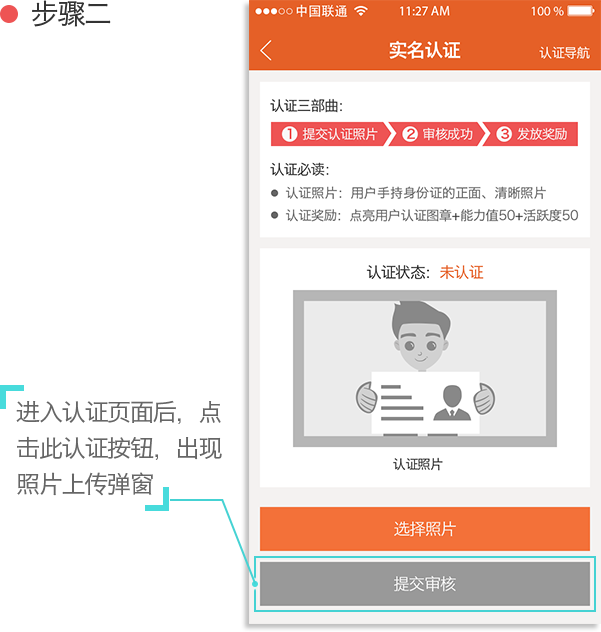 步骤二
中国联通 11:27 AM 100 %
实名认证 认证导航
认证三部曲：
1 提交认证照片 2 审核成功 3 发放奖励
认证必读：
认证照片：用户手持身份证的正面、清晰照片
认证奖励：点亮用户认证图章+能力值50+活跃度50
认证状态：未认证
认证照片
进入认证页面后，点
击此认证按钮，出现
照片上传弹窗
选择照片
提交审核